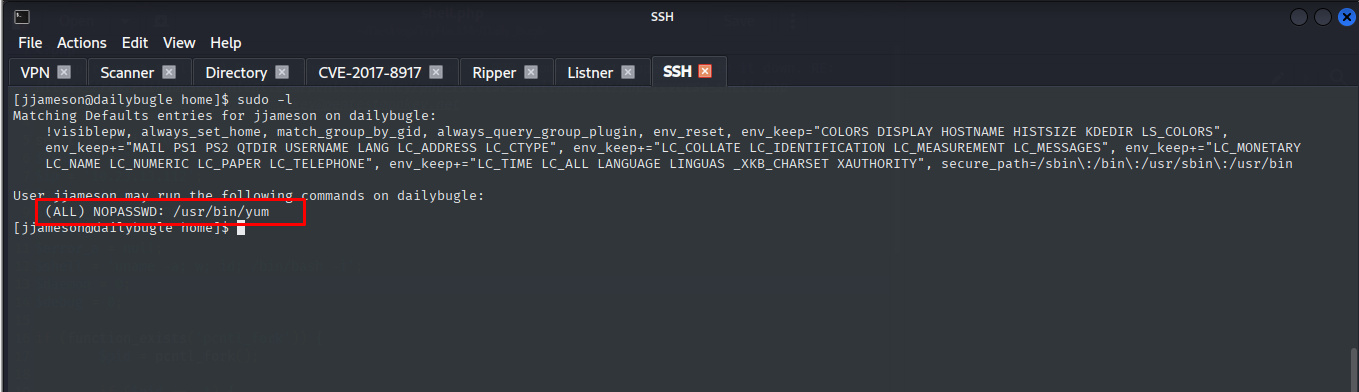 SSH
File Actions Edit View Help
VPN Scanner Directory CVE-2017-8917 Ripper Listner SSH
[jjameson@dailybugle home]$ sudo -l
Matching Defaults entries for jjameson on dailybugle:
    !visiblepw, always_set_home, match_group_by_gid, always_query_group_plugin, env_reset, env_keep="COLORS DISPLAY HOSTNAME HISTSIZE KDEDIR LS_COLORS",
    env_keep+="MAIL PS1 PS2 QTDIR USERNAME LANG LC_ADDRESS LC_CTYPE", env_keep+="LC_COLLATE LC_IDENTIFICATION LC_MEASUREMENT LC_MESSAGES", env_keep+="LC_MONETARY
    LC_NAME LC_NUMERIC LC_PAPER LC_TELEPHONE", env_keep+="LC_TIME LC_ALL LANGUAGE LINGUAS _XKB_CHARSET XAUTHORITY", secure_path=/sbin\:/bin\:/usr/sbin\:/usr/bin
User jjameson may run the following commands on dailybugle:
    (ALL) NOPASSWD: /usr/bin/yum
[jjameson@dailybugle home]$